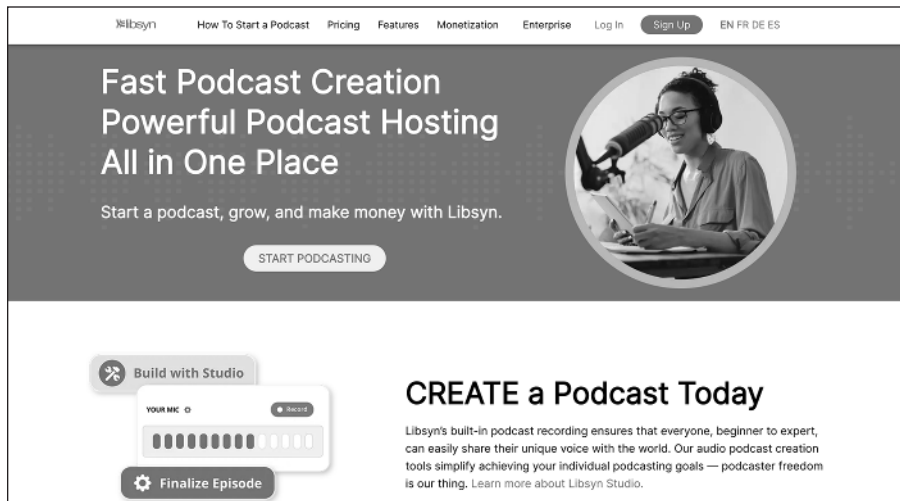 libsyn How To Start a Podcast Pricing Features Monetization Enterprise Log In Sign Up EN FR DE ES
Fast Podcast Creation
Powerful Podcast Hosting
All in One Place
Start a podcast, grow, and make money with Libsyn.
START PODCASTING
Build with Studio
YOUR MIC
Record
Finalize Episode
CREATE a Podcast Today
Libsyn's built-in podcast recording ensures that everyone, beginner to expert,
can easily share their unique voice with the world. Our audio podcast creation
tools simplify achieving your individual podcasting goals — podcaster freedom
is our thing. Learn more about Libsyn Studio.